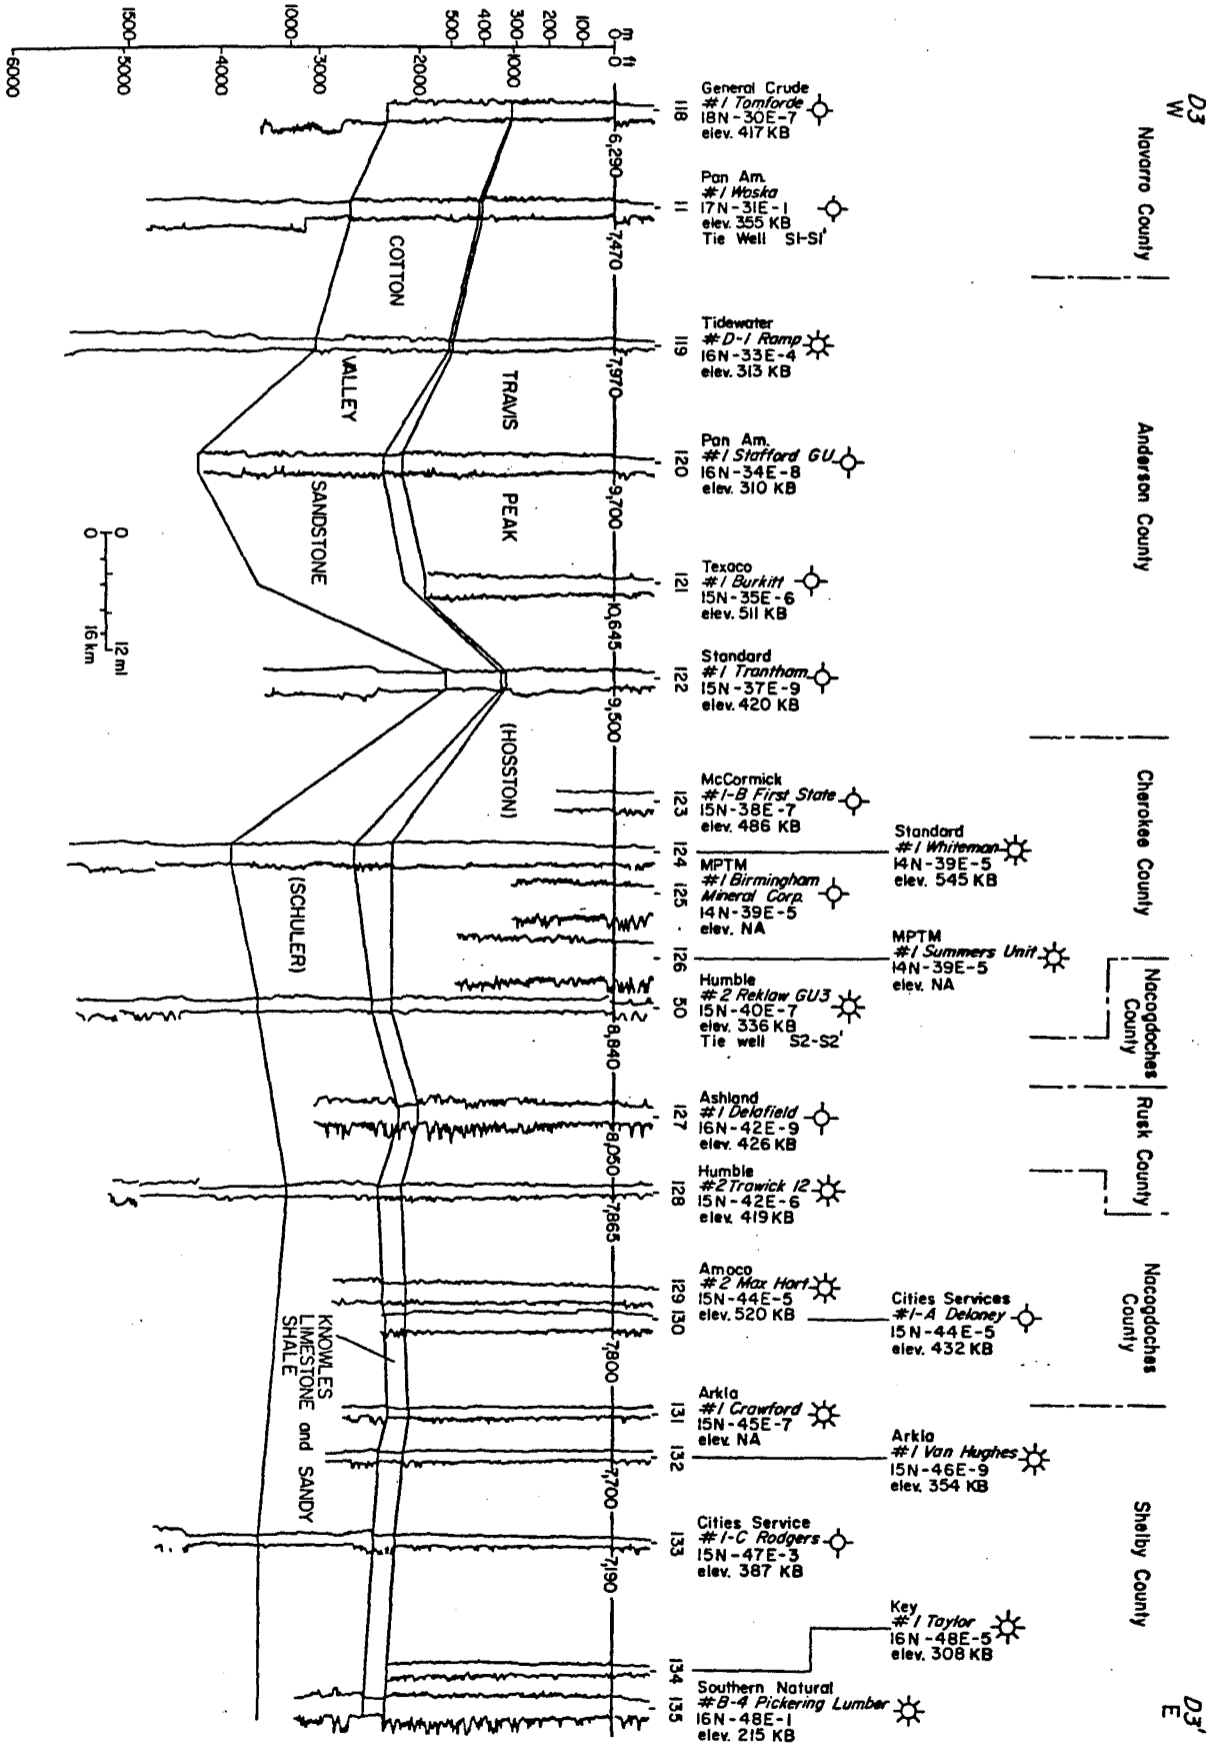 D3
W
Navarro County
Anderson County
Cherokee County
Nacogdoches
County
Rusk County
Nacogdoches
County
Shelby County
D3'
E
General Crude
#1 Tomforde
18N-30E-7
elev. 417 KB
Pan Am.
#1 Woska
17N-31E-1
elev. 355 KB
Tie Well S1-S1'
Tidewater
#D-1 Ramp
16N-33E-4
elev. 313 KB
Pan Am.
#1 Stafford GU
16N-34E-8
elev. 310 KB
Texaco
#1 Burkitt
15N-35E-6
elev. 511 KB
Standard
#1 Trantham
15N-37E-9
elev. 420 KB
McCormick
#1-B First State
15N-38E-7
elev. 486 KB
Standard
#1 Whiteman
14N-39E-5
elev. 545 KB
MPTM
#1 Birmingham
Mineral Corp.
14N-39E-5
elev. NA
MPTM
#1 Summers Unit
14N-39E-5
elev. NA
Humble
#2 Reklaw GU3
15N-40E-7
elev. 336 KB
Tie well S2-S2'
Ashland
#1 Delafield
16N-42E-9
elev. 426 KB
Humble
#2 Trawick 12
15N-42E-6
elev. 419 KB
Amoco
#2 Max Hart
15N-44E-5
elev. 520 KB
Cities Services
#1-A Deloney
15N-44E-5
elev. 432 KB
Arkla
#1 Crawford
15N-45E-7
elev. NA
Arkla
#1 Van Hughes
15N-46E-9
elev. 354 KB
Cities Service
#1-C Rodgers
15N-47E-3
elev. 387 KB
Key
#1 Taylor
16N-48E-5
elev. 308 KB
Southern Natural
#B-4 Pickering Lumber
16N-48E-1
elev. 215 KB
118
11
119
120
121
122
123
124
125
126
50
127
128
129
130
131
132
133
134
135
6,290
7,470
7,970
9,700
10,645
9,500
8,840
8,050
7,865
7,800
7,700
7,190
m
ft
0
0
100
200
300
1000
400
500
2000
3000
1000
5000
1500
6000
TRAVIS
PEAK
(HOSSTON)
COTTON
VALLEY
SANDSTONE
(SCHULER)
KNOWLES
LIMESTONE and SANDY
SHALE
0
12 mi
0
16 km